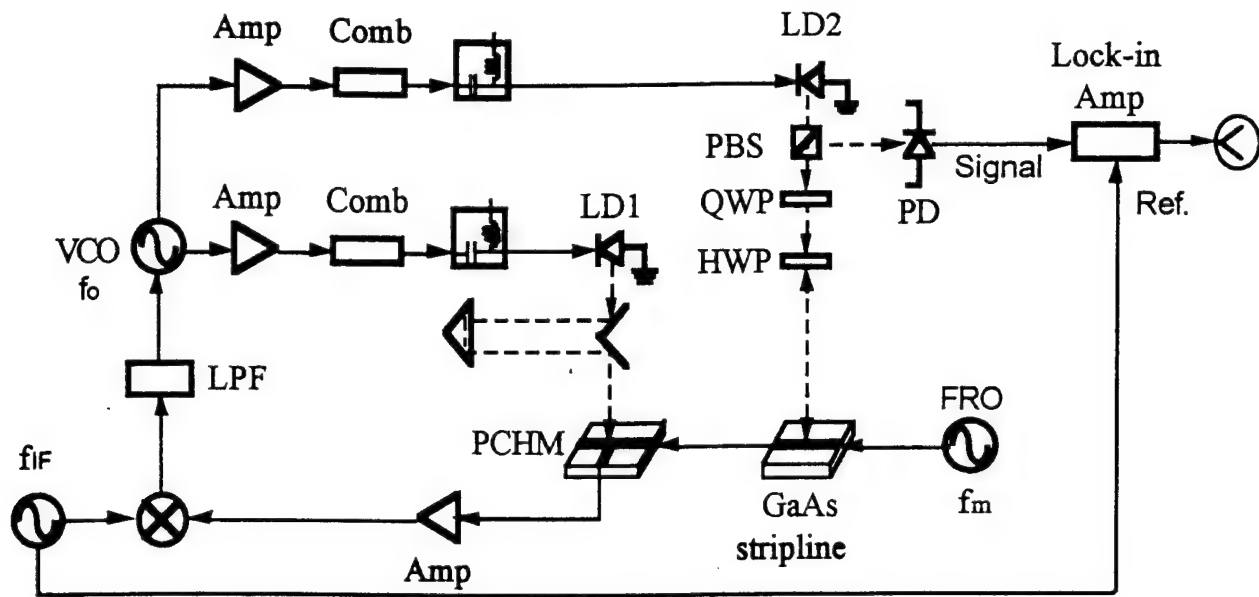 Amp
Comb
LD2
Lock-in
Amp
PBS
PD
Signal
Ref.
QWP
HWP
Amp
Comb
LD1
VCO
fo
LPF
PCHM
FRO
fm
GaAs
stripline
fIF
Amp